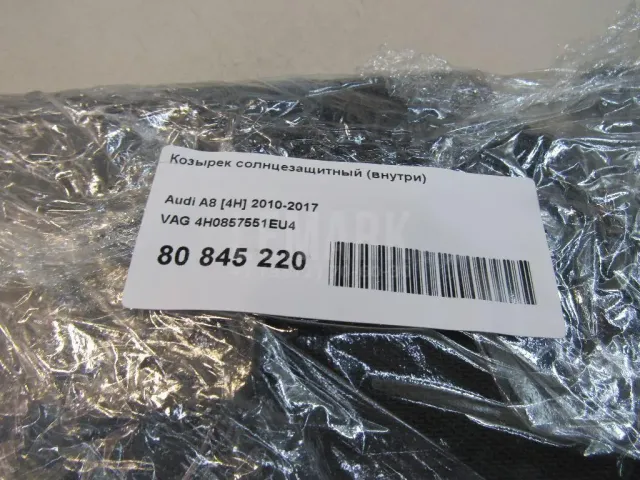 Козырек солнцезащитный (внутри)
Audi A8 [4H] 2010-2017
VAG 4H0857551EU4
80 845 220